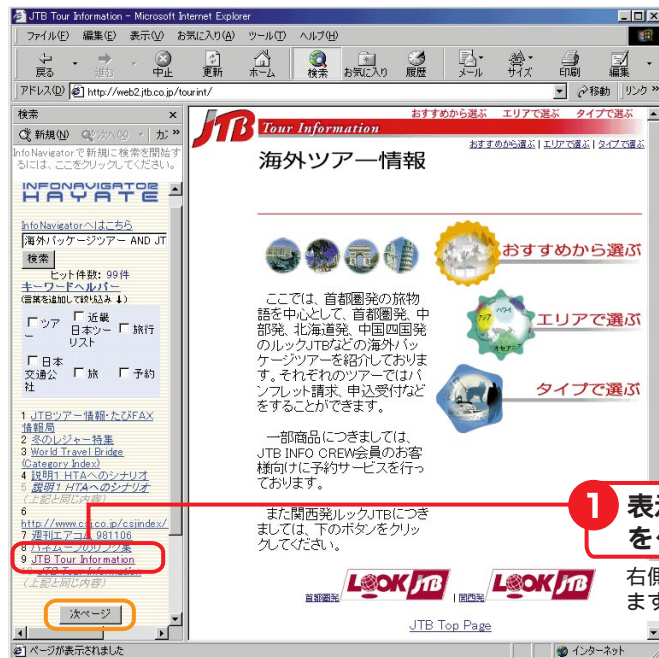 JTB Tour Information - Microsoft Internet Explorer
ファイル(F) 編集(E) 表示(V) お気に入り(A) ツール(T) ヘルプ(H)
戻る 進む 中止 更新 ホーム 検索 お気に入り 履歴 メール サイズ 印刷 編集
アドレス(D) http://web2.jtb.co.jp/tourint/ 移動 リンク »
検索
新規(N) 次へ(X) カ: »
InfoNavigatorで新規に検索を開始するには、ここをクリックしてください。
INFONAVIGATOR
HAYATE
InfoNavigatorへはこちら
海外パッケージツアー AND JT
検索
ヒット件数: 99件
キーワードヘルパー
(言葉を追加して絞り込み ↓)
ツアー 近畿日本ツーリスト 旅行
日本交通公社 旅 予約
1 JTBツアー情報・たびFAX情報局
2 冬のレジャー特集
3 World Travel Bridge
(Category Index)
4 説明1 HTAへのシナリオ
5 説明1 HTAへのシナリオ
(上記と同じ内容)
6
http://www.csj.co.jp/csjindex/
7 週刊エアコム 981106
8 ハネムーンのリンク集
9 JTB Tour Information
10 JTB Tour Information
(上記と同じ内容)
次ページ
ページが表示されました
インターネット
JTB Tour Information
おすすめから選ぶ エリアで選ぶ タイプで選ぶ
おすすめから選ぶ | エリアで選ぶ | タイプで選ぶ
海外ツアー情報
おすすめから選ぶ
アジア ハワイ オセアニア
エリアで選ぶ
タイプで選ぶ
ここでは、首都圏発の旅物
語を中心として、首都圏発、中
部発、北海道発、中国四国発
のルックJTBなどの海外パッ
ケージツアーを紹介しておりま
す。それぞれのツアーではパ
ンフレット請求、申込受付など
をすることができます。
一部商品につきましては、
JTB INFO CREW会員のお客
様向けに予約サービスを行っ
ております。
また関西発ルックJTBにつき
ましては、下のボタンをクリッ
クしてください。
首都圏発 LOOK JTB | 関西発 LOOK JTB
JTB Top Page
1 表示
をク
右側
ます